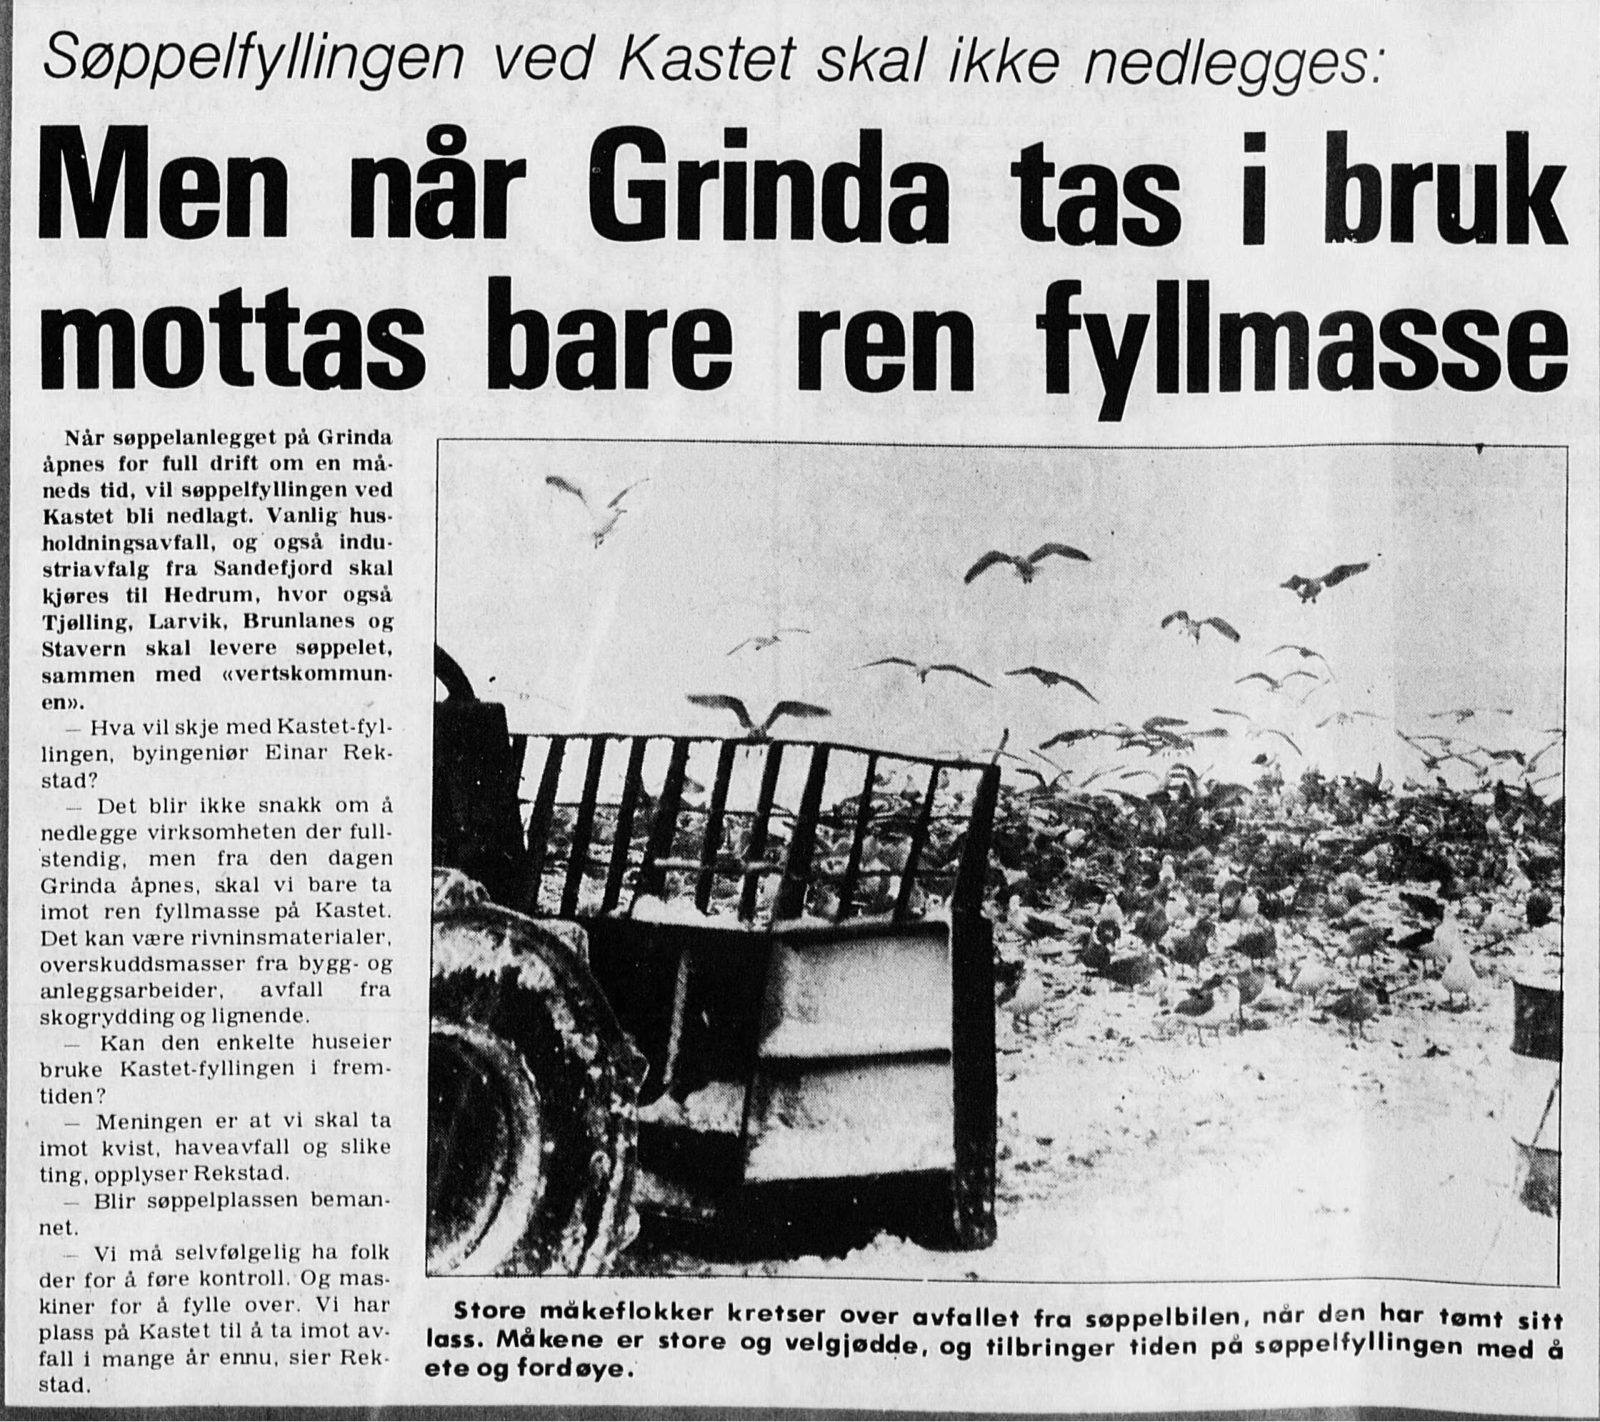 Søppelfyllingen ved Kastet skal ikke nedlegges:
Men når Grinda tas i bruk
mottas bare ren fyllmasse
Når søppelanlegget på Grinda
åpnes for full drift om en må-
neds tid, vil søppelfyllingen ved
Kastet bli nedlagt. Vanlig hus-
holdningsavfall, og også indu-
striavfalg fra Sandefjord skal
kjøres til Hedrum, hvor også
Tjølling, Larvik, Brunlanes og
Stavern skal levere søppelet,
sammen med «vertskommun-
en».
— Hva vil skje med Kastet-fyl-
lingen, byingeniør Einar Rek-
stad?
— Det blir ikke snakk om å
nedlegge virksomheten der full-
stendig, men fra den dagen
Grinda åpnes, skal vi bare ta
imot ren fyllmasse på Kastet.
Det kan være rivninsmaterialer,
overskuddsmasser fra bygg- og
anleggsarbeider, avfall fra
skogrydding og lignende.
— Kan den enkelte huseier
bruke Kastet-fyllingen i frem-
tiden?
— Meningen er at vi skal ta
imot kvist, haveavfall og slike
ting, opplyser Rekstad.
— Blir søppelplassen beman-
net.
— Vi må selvfølgelig ha folk
der for å føre kontroll. Og mas-
kiner for å fylle over. Vi har
plass på Kastet til å ta imot av-
fall i mange år ennu, sier Rek-
stad.
Store måkeflokker kretser over avfallet fra søppelbilen, når den har tømt sitt
lass. Måkene er store og velgjødde, og tilbringer tiden på søppelfyllingen med å
ete og fordøye.